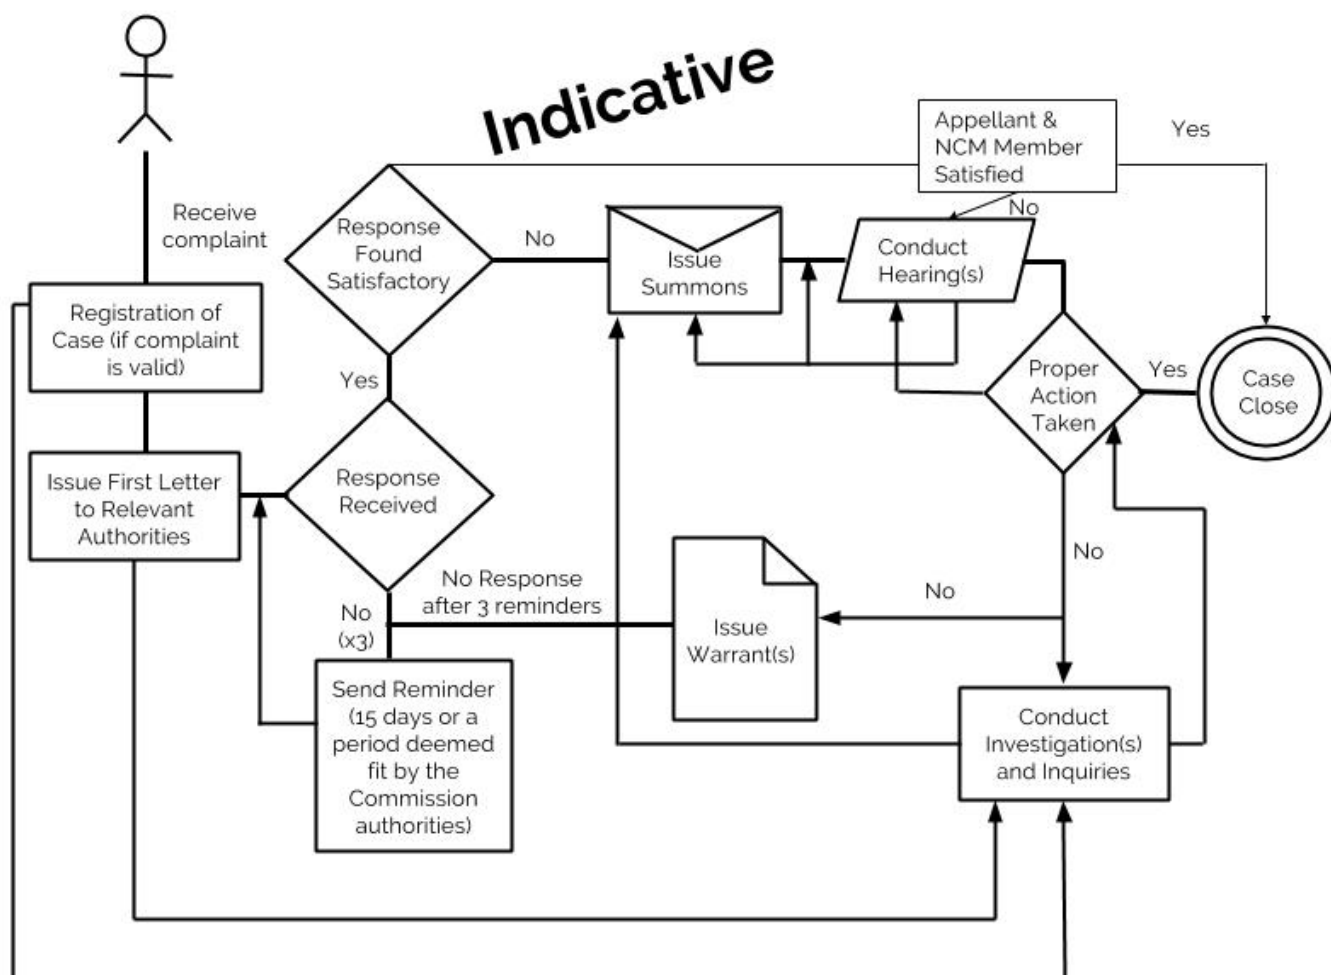 Indicative
Receive
complaint
Registration of
Case (if complaint
is valid)
Issue First Letter
to Relevant
Authorities
Response
Found
Satisfactory
No
Yes
Response
Received
No
(x3)
No Response
after 3 reminders
Send Reminder
(15 days or a
period deemed
fit by the
Commission
authorities)
Issue
Summons
Conduct
Hearing(s)
Appellant &
NCM Member
Satisfied
Yes
No
Proper
Action
Taken
Yes
Case
Close
No
No
Issue
Warrant(s)
Conduct
Investigation(s)
and Inquiries